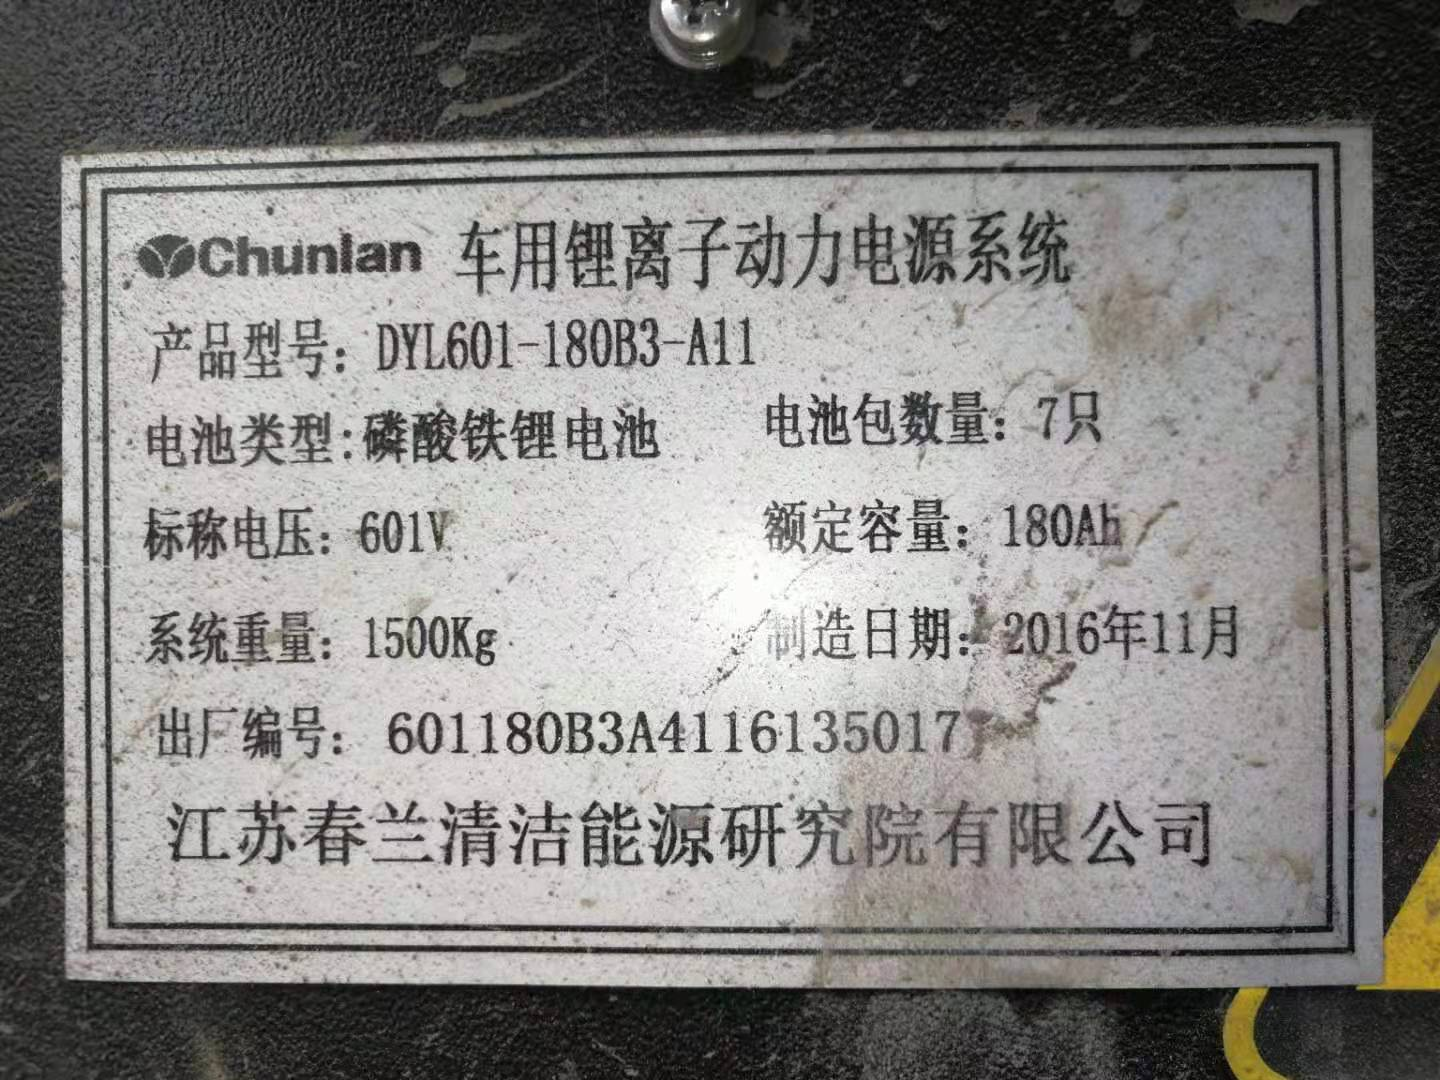 Chunlan 车用锂离子动力电源系统
产品型号：DYL601-180B3-A11
电池类型：磷酸铁锂电池 电池包数量：7只
标称电压：601V 额定容量：180Ah
系统重量：1500Kg 制造日期：2016年11月
出厂编号：601180B3A4116135017
江苏春兰清洁能源研究院有限公司